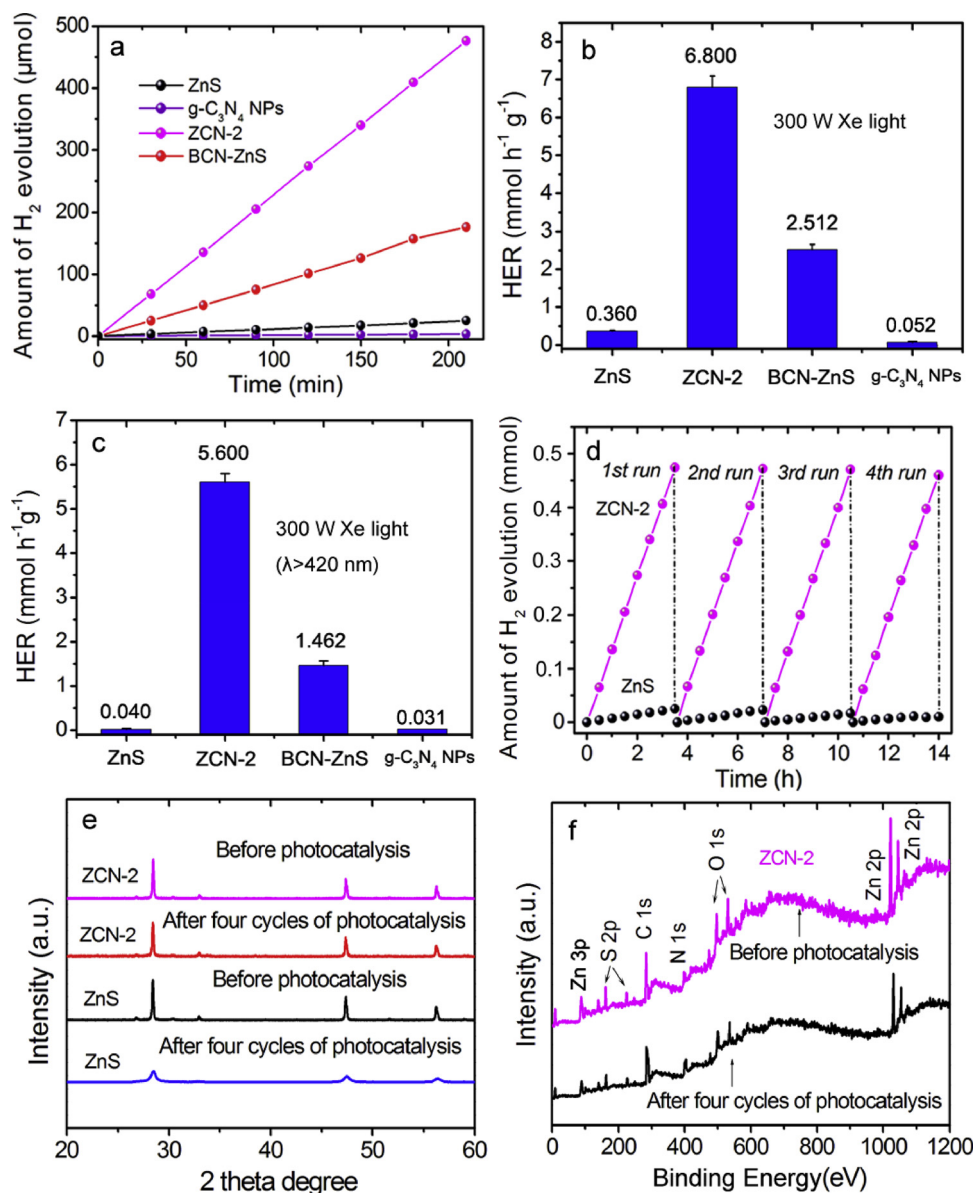 a
Amount of H₂ evolution (μmol)
500
400
300
200
100
0
ZnS
g-C₃N₄ NPs
ZCN-2
BCN-ZnS
0 50 100 150 200
Time (min)
b
HER (mmol h⁻¹ g⁻¹)
8
7
6
5
4
3
2
1
0
6.800
300 W Xe light
2.512
0.360
0.052
ZnS ZCN-2 BCN-ZnS g-C₃N₄ NPs
c
HER (mmol h⁻¹g⁻¹)
7
6
5
4
3
2
1
0
5.600
300 W Xe light
(λ>420 nm)
1.462
0.040
0.031
ZnS ZCN-2 BCN-ZnS g-C₃N₄ NPs
d
Amount of H₂ evolution (mmol)
0.5
0.4
0.3
0.2
0.1
0
1st run 2nd run 3rd run 4th run
ZCN-2
ZnS
0 2 4 6 8 10 12 14
Time (h)
e
Intensity (a.u.)
Before photocatalysis
ZCN-2
After four cycles of photocatalysis
ZCN-2
Before photocatalysis
ZnS
After four cycles of photocatalysis
ZnS
20 30 40 50 60
2 theta degree
f
Intensity (a.u.)
Zn 3p
S 2p
C 1s
N 1s
O 1s
ZCN-2
Zn 2p
Zn 2p
Before photocatalysis
After four cycles of photocatalysis
0 200 400 600 800 1000 1200
Binding Energy(eV)